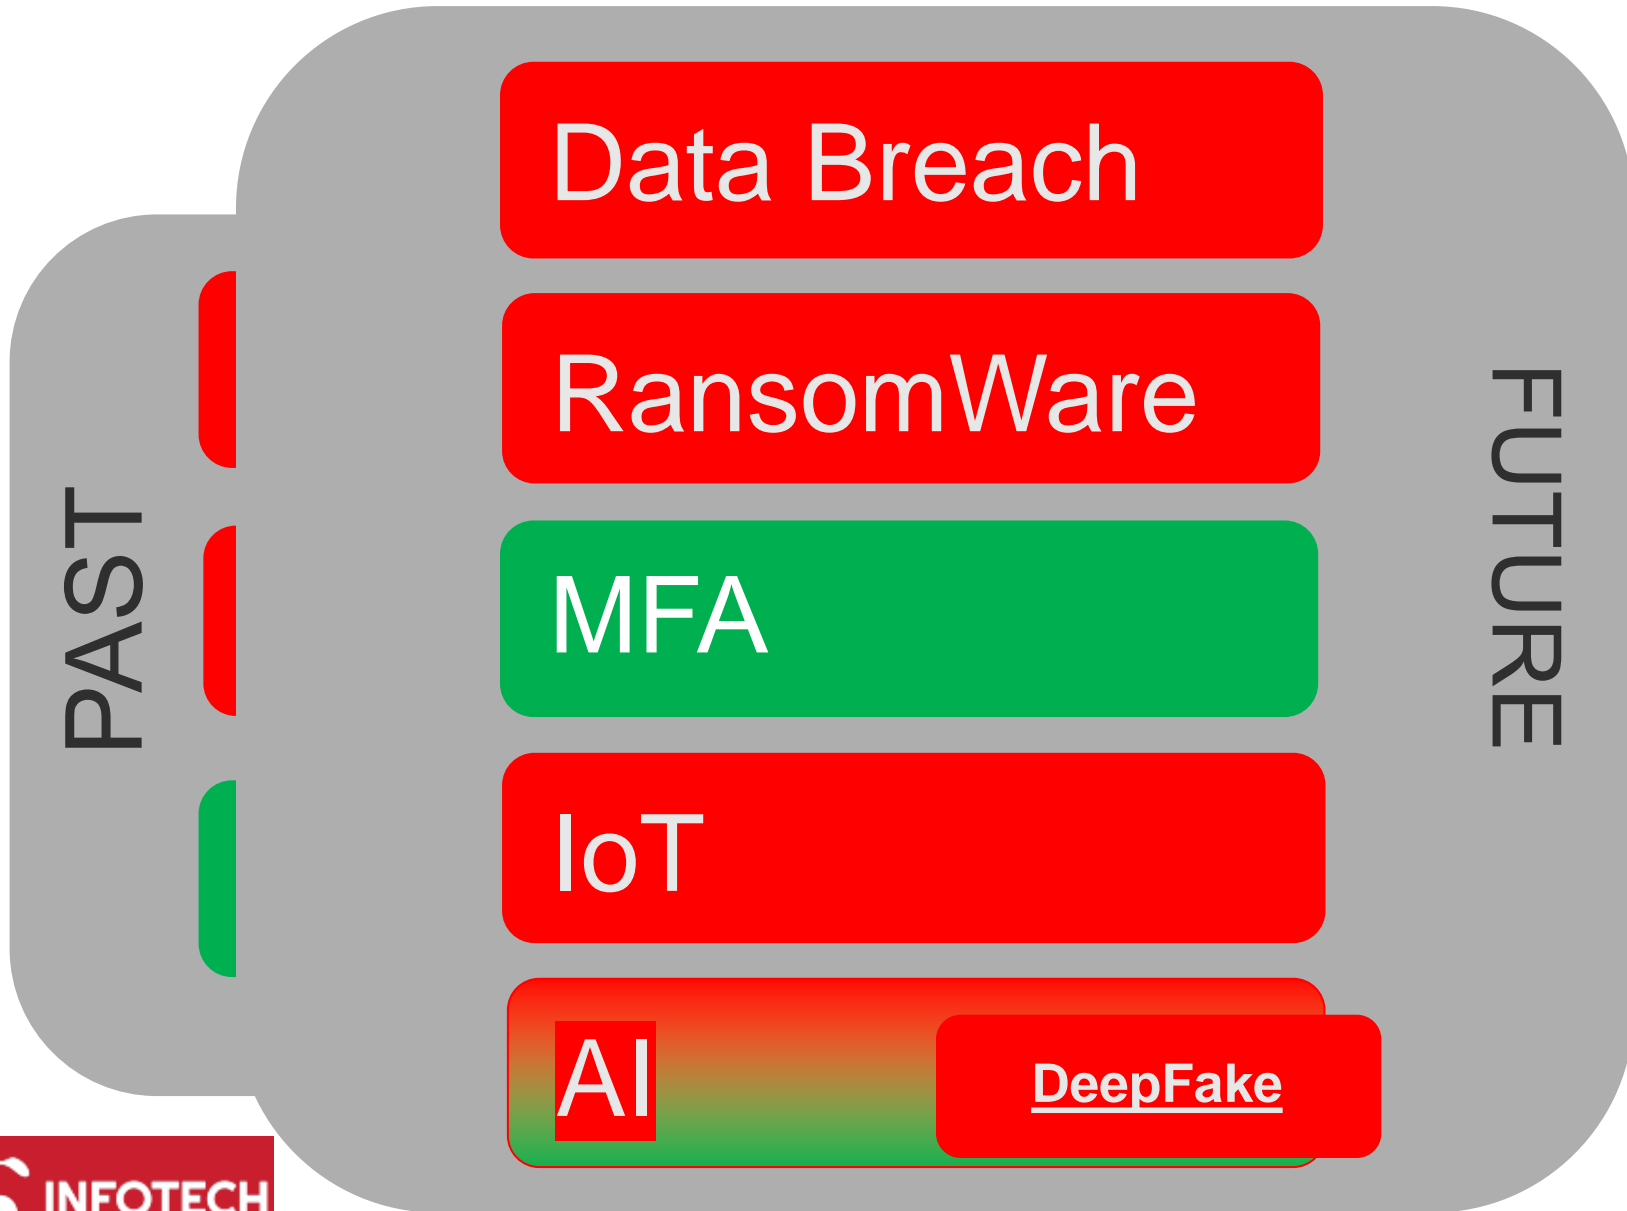 PAST
Data Breach
RansomWare
MFA
IoT
AI
DeepFake
FUTURE
INFOTECH